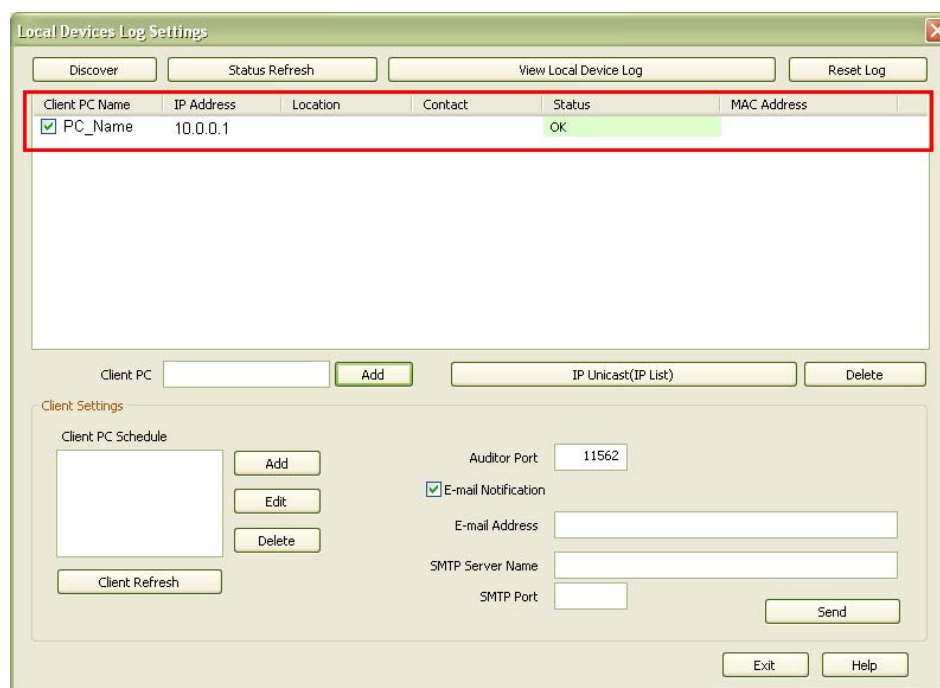 Local Devices Log Settings
Discover Status Refresh View Local Device Log Reset Log
Client PC Name IP Address Location Contact Status MAC Address
PC_Name 10.0.0.1 OK
Client PC Add IP Unicast(IP List) Delete
Client Settings
Client PC Schedule
Auditor Port 11562
Add
E-mail Notification
Edit
E-mail Address
Delete
SMTP Server Name
Client Refresh
SMTP Port
Send
Exit Help